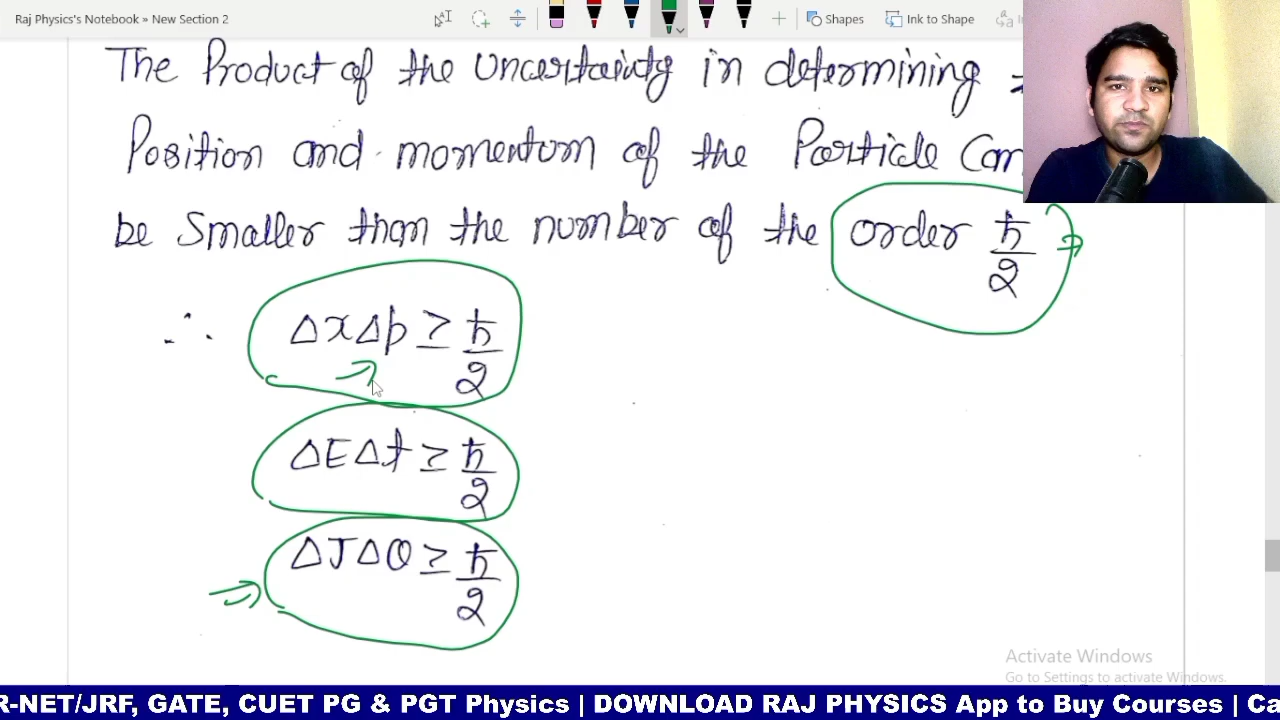 Raj Physics's Notebook » New Section 2
Shapes
Ink to Shape
The Product of the Uncertainty in determining
Position and momentum of the Particle Can
be Smaller than the number of the order ħ/2
∴ ΔxΔp ≥ ħ/2
ΔEΔt ≥ ħ/2
ΔJΔθ ≥ ħ/2
Activate Windows
Go to Settings to activate Windows.
R-NET/JRF, GATE, CUET PG & PGT Physics | DOWNLOAD RAJ PHYSICS App to Buy Courses | Ca